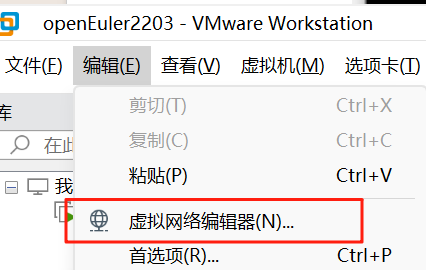 openEuler2203 - VMware Workstation
文件(F) 编辑(E) 查看(V) 虚拟机(M) 选项卡(T)
库
剪切(T) Ctrl+X
在此
复制(C) Ctrl+C
我
粘贴(P) Ctrl+V
虚拟网络编辑器(N)...
首选项(R)... Ctrl+P